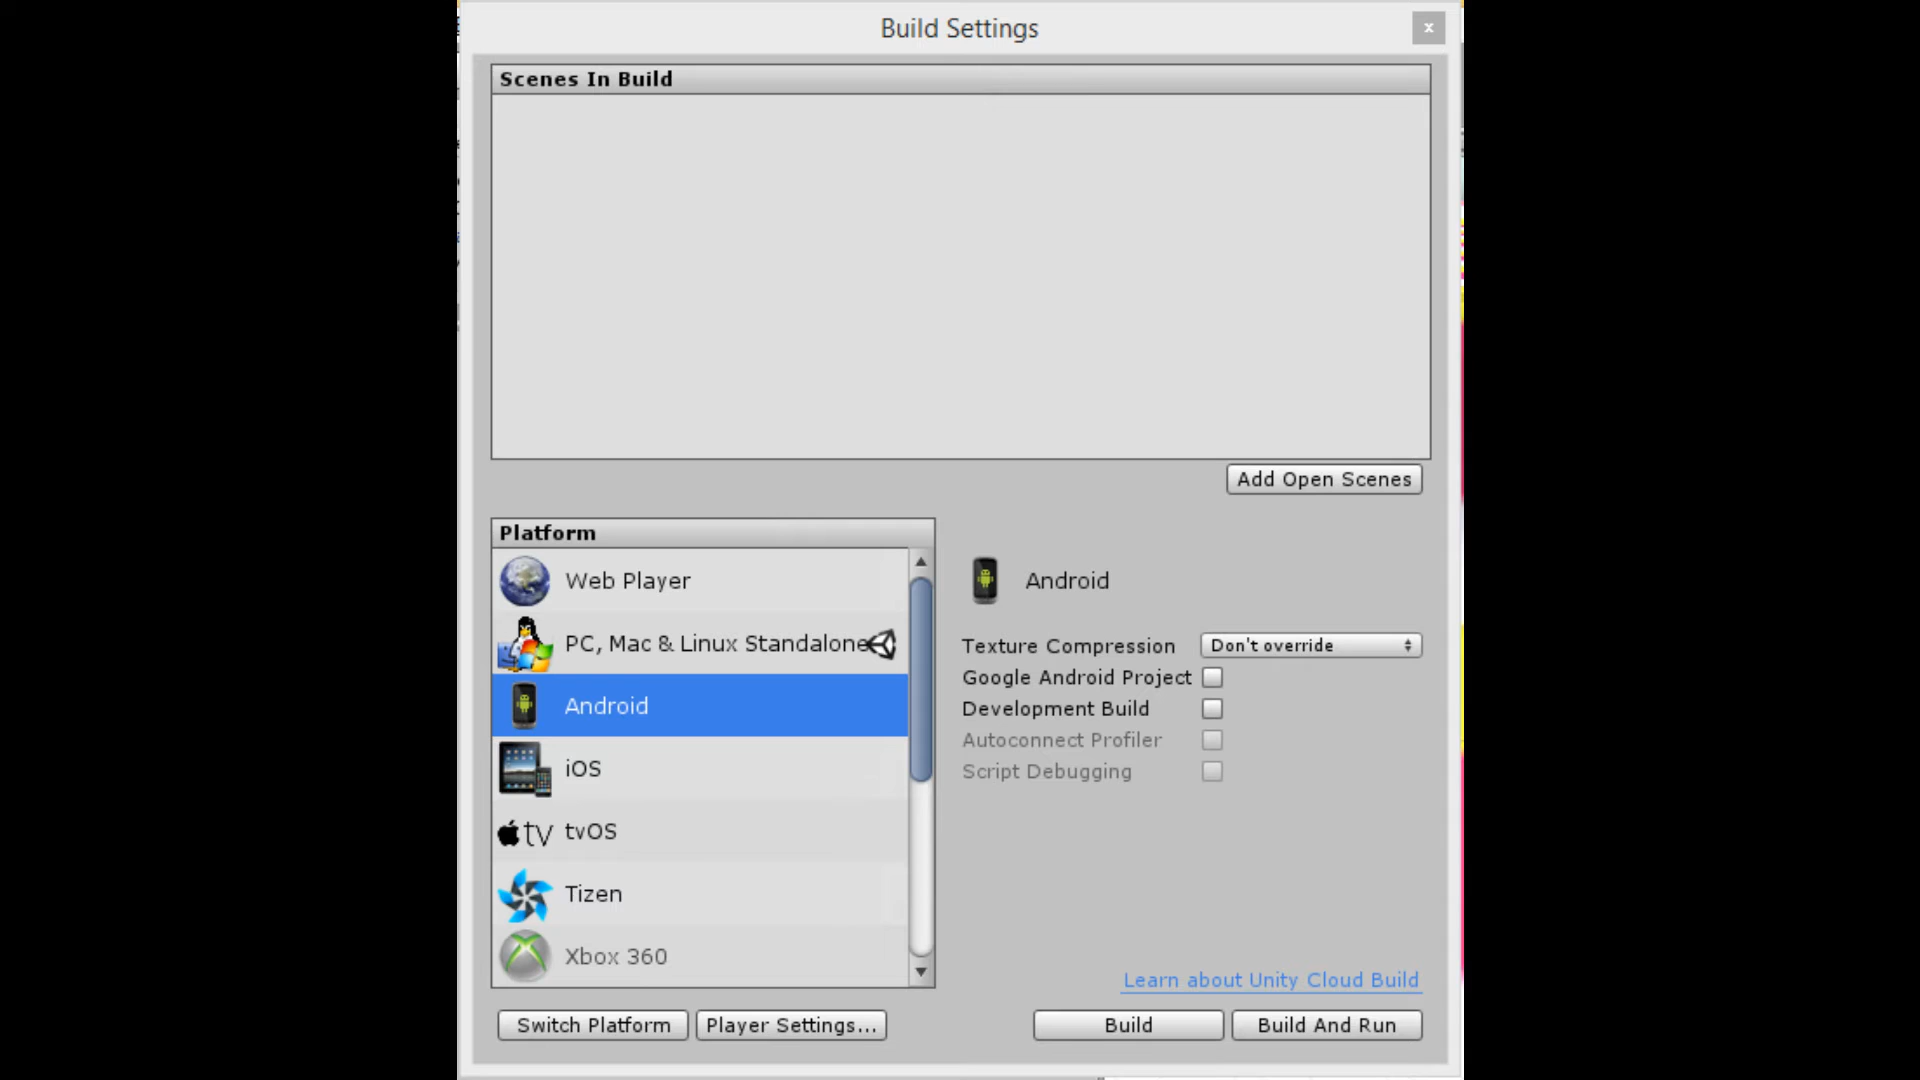 Build Settings
x
Scenes In Build
Add Open Scenes
Platform
Web Player
PC, Mac & Linux Standalone
Android
iOS
tv tvOS
Tizen
Xbox 360
Android
Texture Compression Don't override
Google Android Project
Development Build
Autoconnect Profiler
Script Debugging
Learn about Unity Cloud Build
Switch Platform Player Settings... Build Build And Run